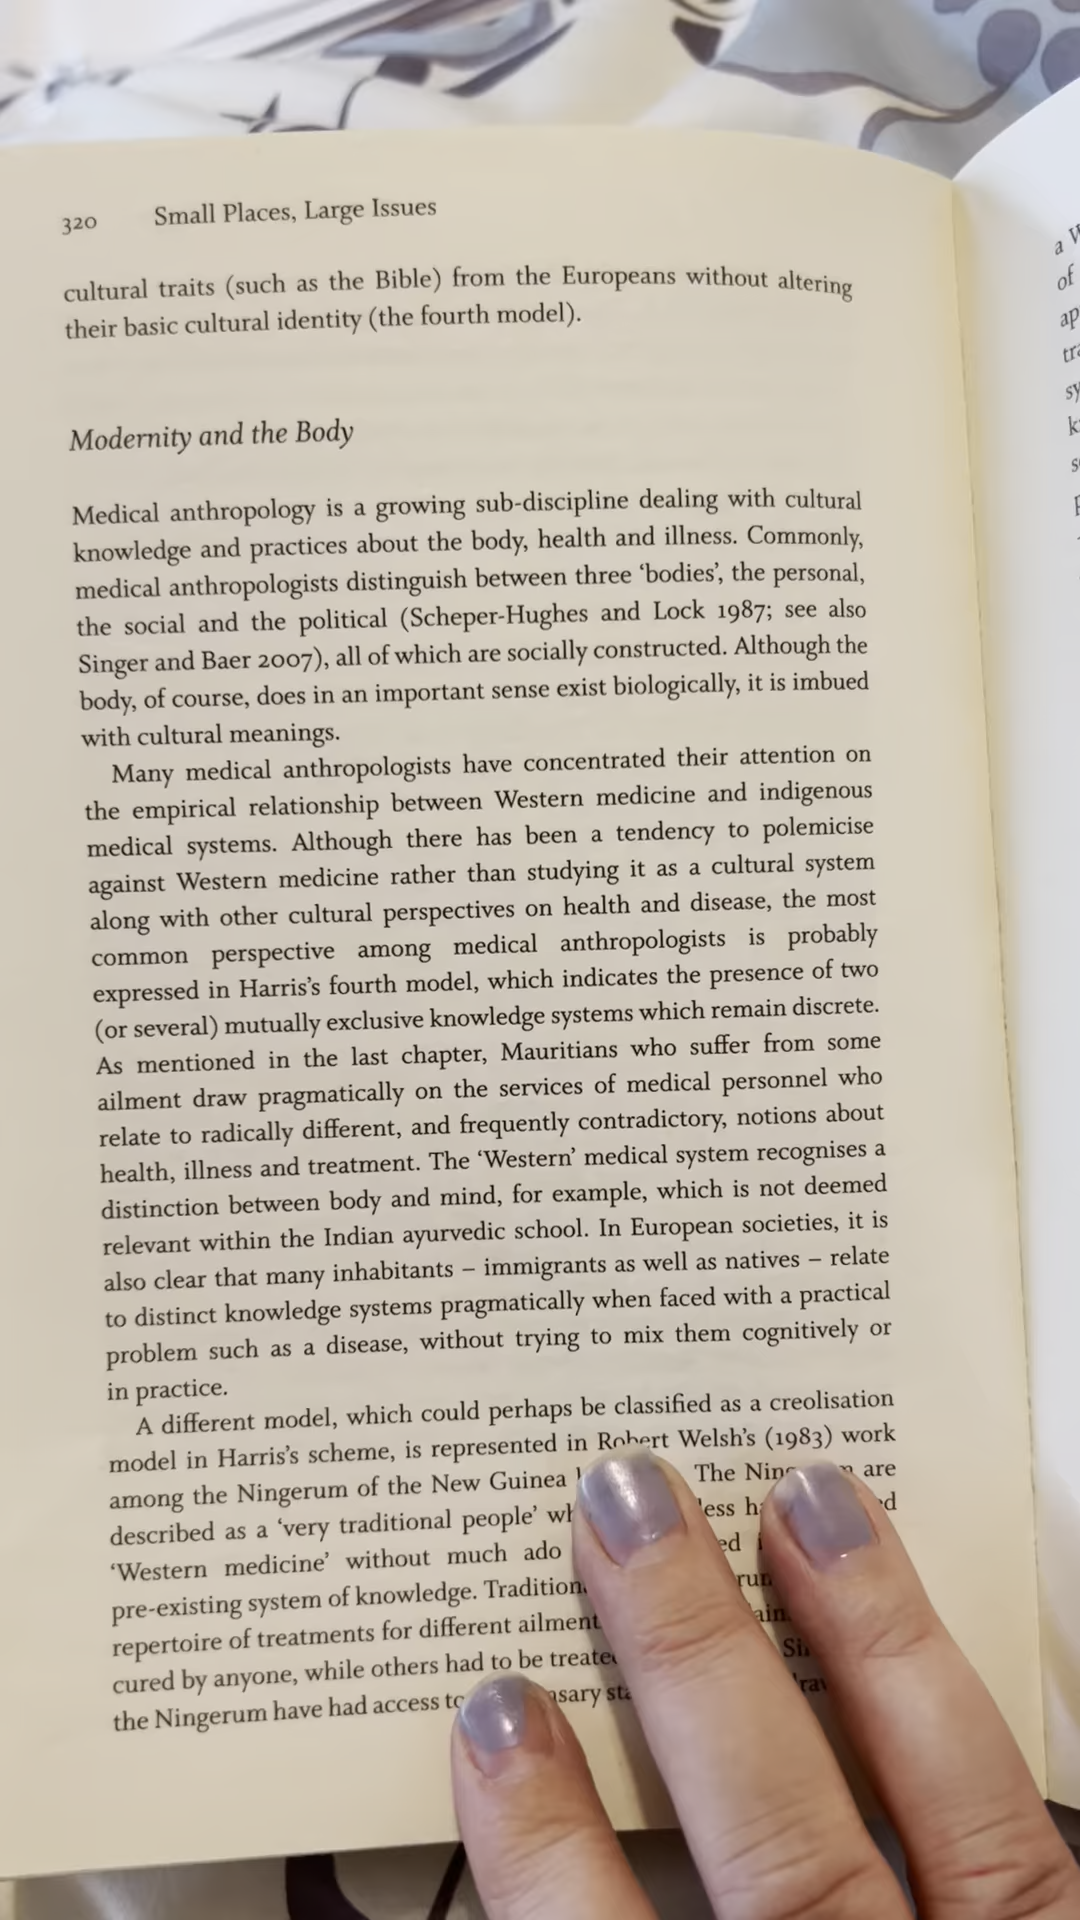 320 Small Places, Large Issues
cultural traits (such as the Bible) from the Europeans without altering
their basic cultural identity (the fourth model).
Modernity and the Body
Medical anthropology is a growing sub-discipline dealing with cultural
knowledge and practices about the body, health and illness. Commonly,
medical anthropologists distinguish between three ‘bodies’, the personal,
the social and the political (Scheper-Hughes and Lock 1987; see also
Singer and Baer 2007), all of which are socially constructed. Although the
body, of course, does in an important sense exist biologically, it is imbued
with cultural meanings.
Many medical anthropologists have concentrated their attention on
the empirical relationship between Western medicine and indigenous
medical systems. Although there has been a tendency to polemicise
against Western medicine rather than studying it as a cultural system
along with other cultural perspectives on health and disease, the most
common perspective among medical anthropologists is probably
expressed in Harris’s fourth model, which indicates the presence of two
(or several) mutually exclusive knowledge systems which remain discrete.
As mentioned in the last chapter, Mauritians who suffer from some
ailment draw pragmatically on the services of medical personnel who
relate to radically different, and frequently contradictory, notions about
health, illness and treatment. The ‘Western’ medical system recognises a
distinction between body and mind, for example, which is not deemed
relevant within the Indian ayurvedic school. In European societies, it is
also clear that many inhabitants – immigrants as well as natives – relate
to distinct knowledge systems pragmatically when faced with a practical
problem such as a disease, without trying to mix them cognitively or
in practice.
A different model, which could perhaps be classified as a creolisation
model in Harris’s scheme, is represented in Robert Welsh’s (1983) work
among the Ningerum of the New Guinea The are
described as a ‘very traditional people’
‘Western medicine’ without much ado
pre-existing system of knowledge.
repertoire of treatments for different
cured by anyone, while others had to be
the Ningerum have had access to
a
of